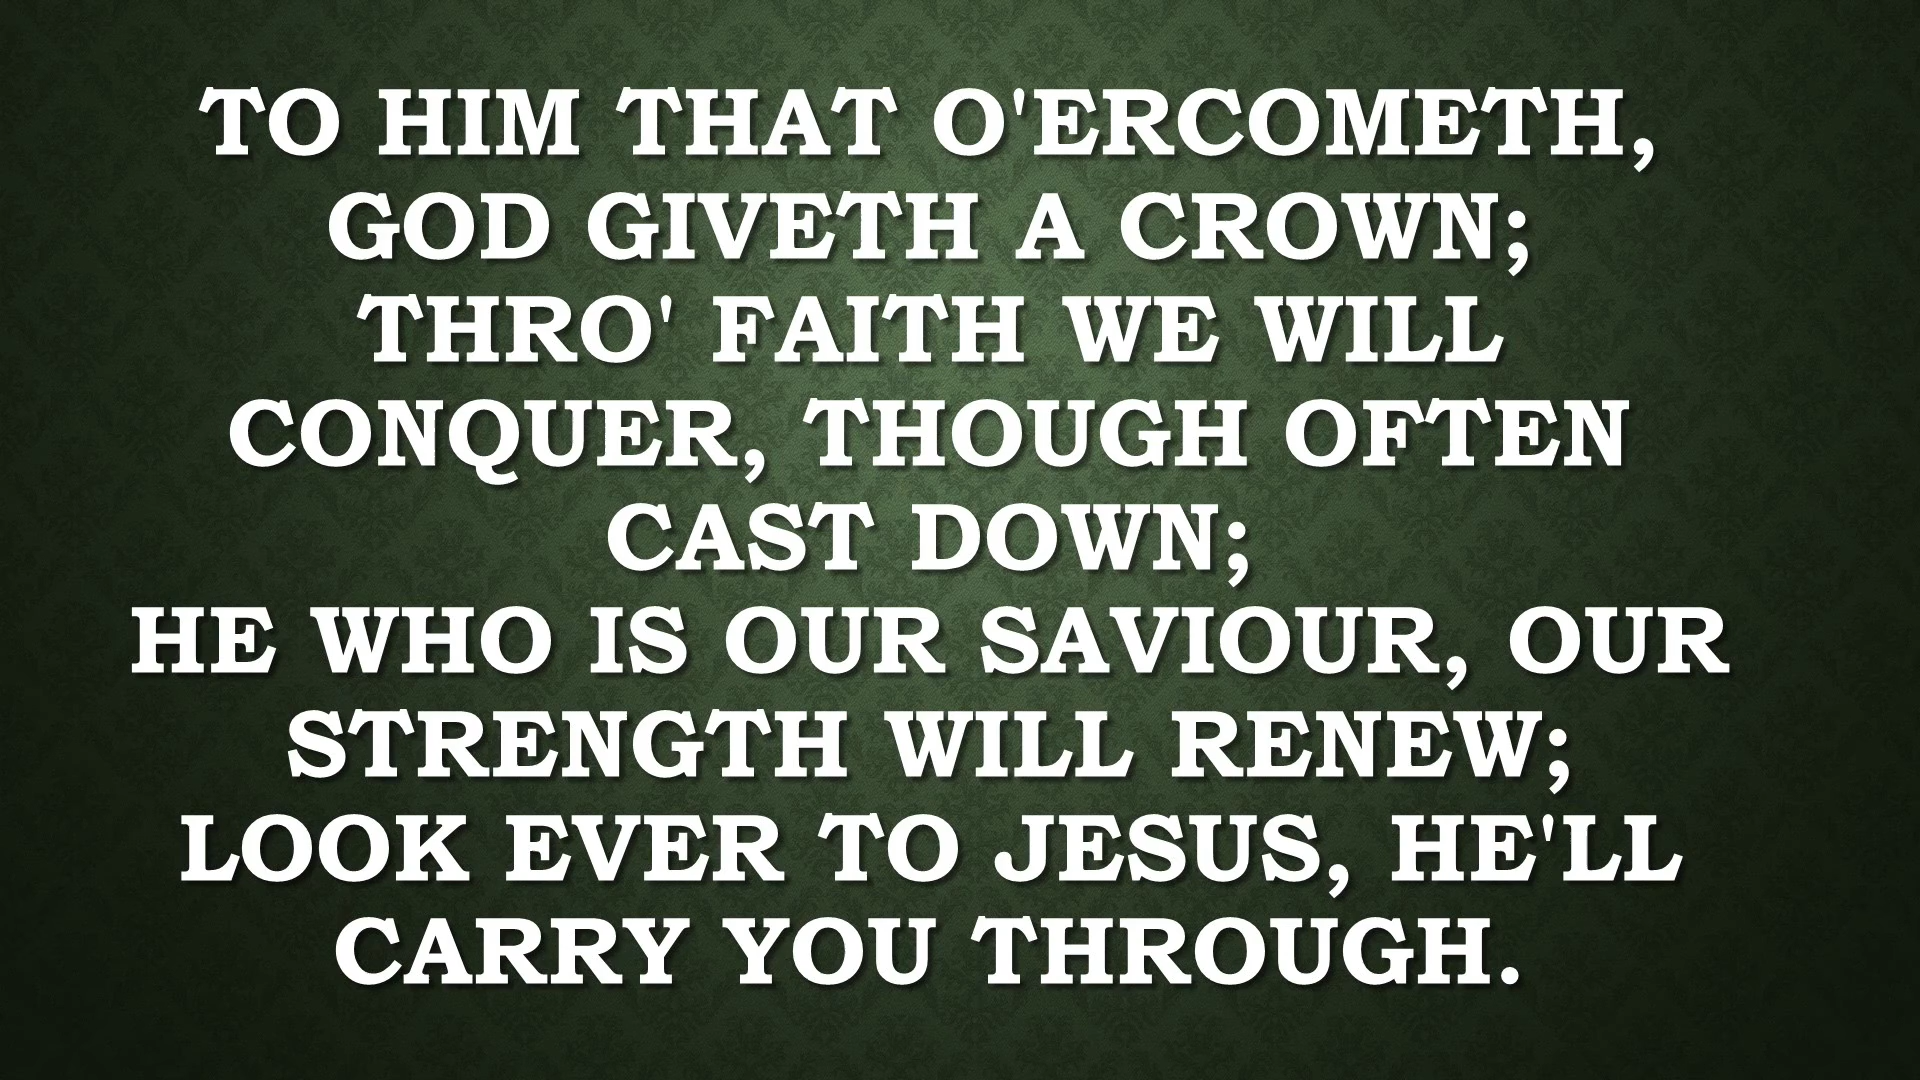 TO HIM THAT O'ERCOMETH,
GOD GIVETH A CROWN;
THRO' FAITH WE WILL
CONQUER, THOUGH OFTEN
CAST DOWN;
HE WHO IS OUR SAVIOUR, OUR
STRENGTH WILL RENEW;
LOOK EVER TO JESUS, HE'LL
CARRY YOU THROUGH.